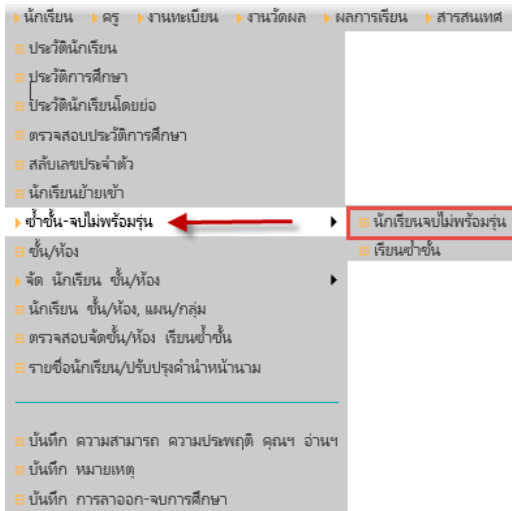 นักเรียน ครู งานทะเบียน งานวัดผล ผลการเรียน สารสนเทศ
ประวัตินักเรียน
ประวัติการศึกษา
ประวัตินักเรียนโดยย่อ
ตรวจสอบประวัติการศึกษา
สลับเลขประจำตัว
นักเรียนย้ายเข้า
ซ้ำชั้น-จบไม่พร้อมรุ่น นักเรียนจบไม่พร้อมรุ่น
ชั้น/ห้อง เรียนซ้ำชั้น
จัด นักเรียน ชั้น/ห้อง
นักเรียน ชั้น/ห้อง, แผน/กลุ่ม
ตรวจสอบจัดชั้น/ห้อง เรียนซ้ำชั้น
รายชื่อนักเรียน/ปรับปรุงคำนำหน้านาม
บันทึก ความสามารถ ความประพฤติ คุณฯ อ่านฯ
บันทึก หมายเหตุ
บันทึก การลาออก-จบการศึกษา